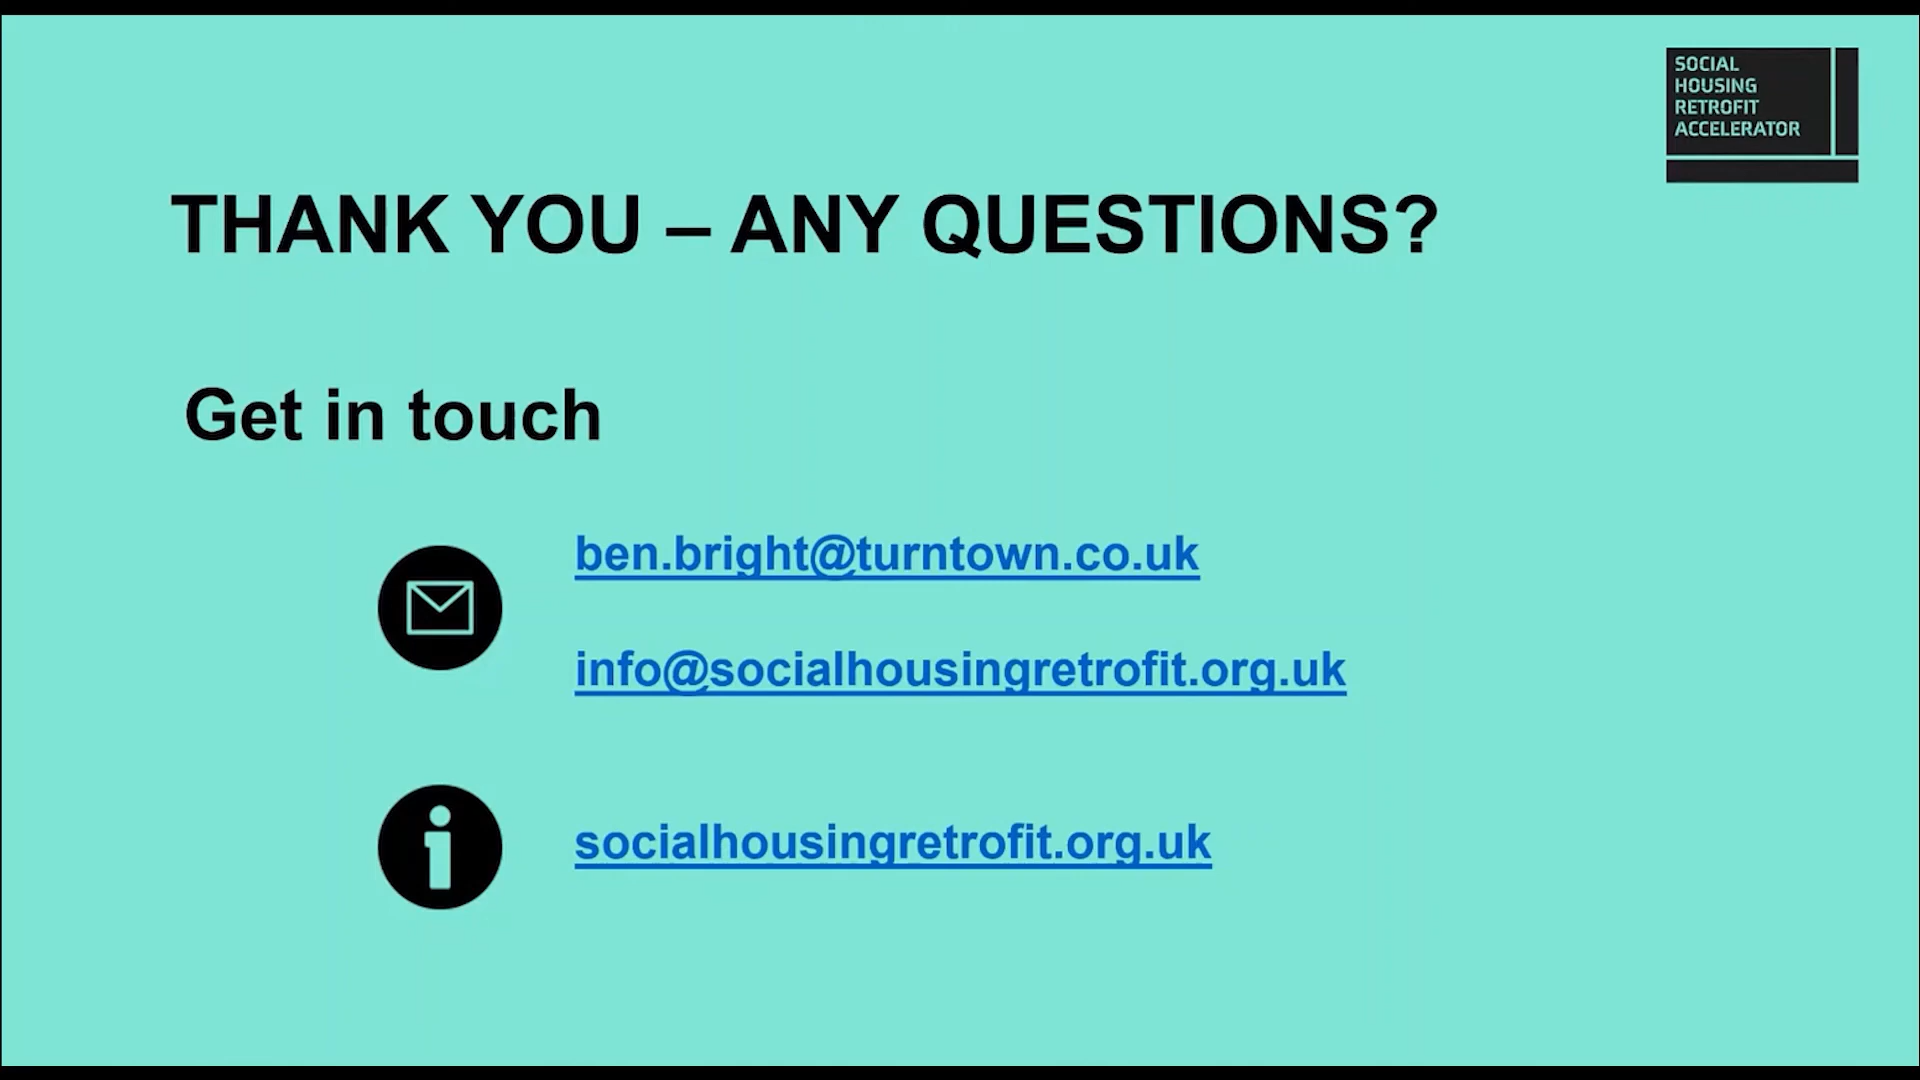 SOCIAL
HOUSING
RETROFIT
ACCELERATOR
THANK YOU – ANY QUESTIONS?
Get in touch
ben.bright@turntown.co.uk
info@socialhousingretrofit.org.uk
socialhousingretrofit.org.uk